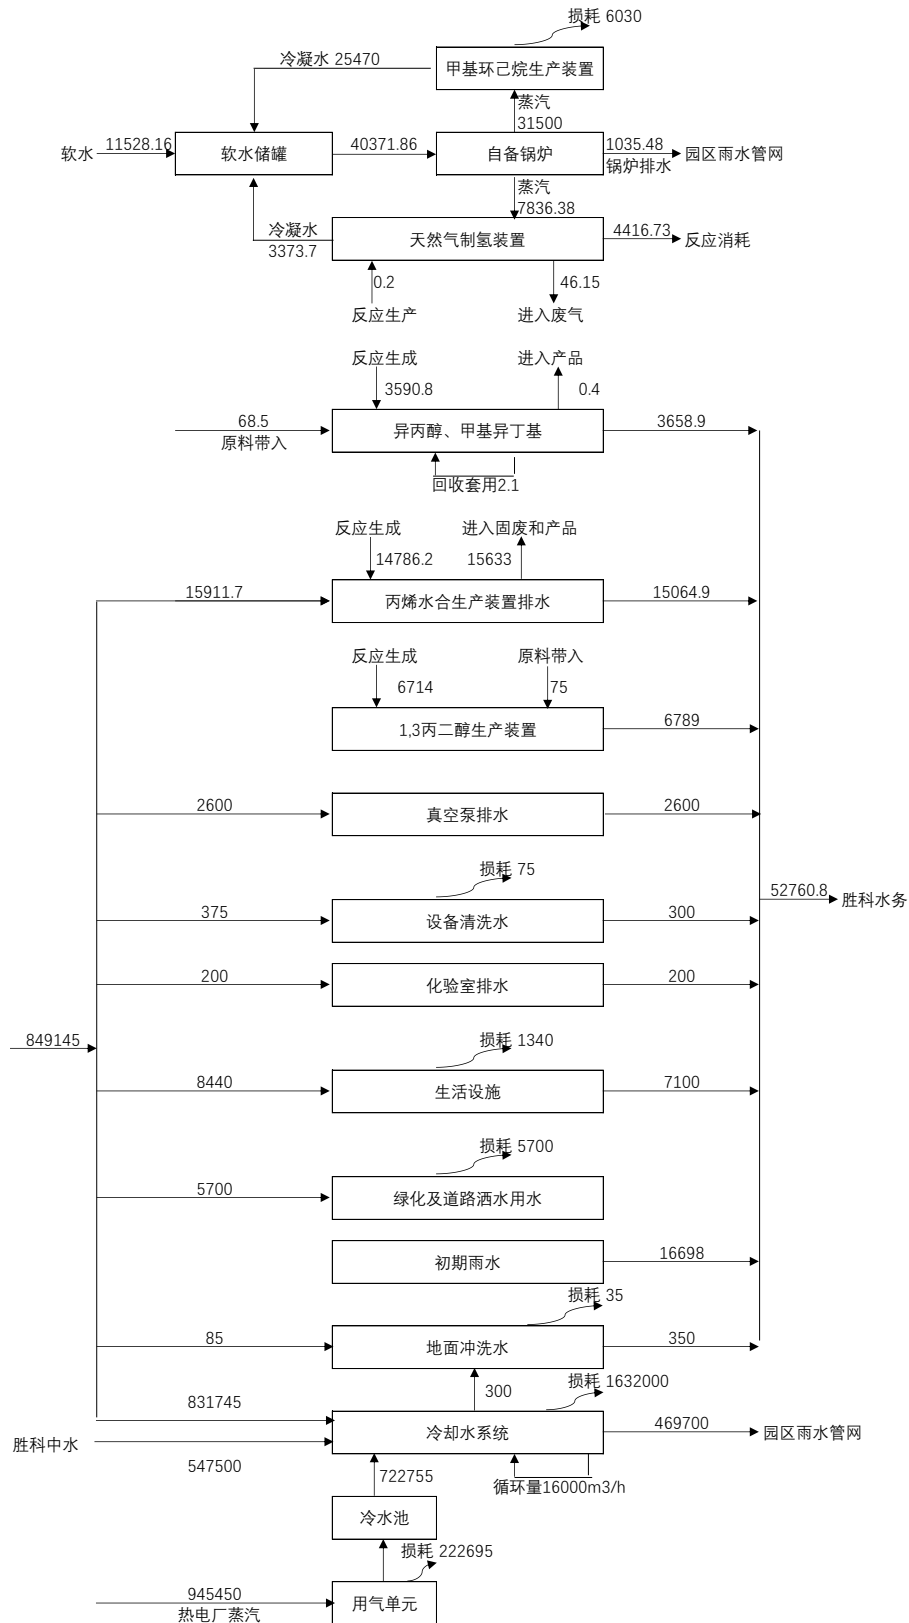 损耗 6030
冷凝水 25470
甲基环己烷生产装置
蒸汽
31500
软水
11528.16
软水储罐
40371.86
自备锅炉
1035.48
锅炉排水
园区雨水管网
蒸汽
7836.38
冷凝水
3373.7
天然气制氢装置
4416.73
反应消耗
0.2
46.15
反应生产
进入废气
反应生成
进入产品
3590.8
0.4
68.5
原料带入
异丙醇、甲基异丁基
3658.9
回收套用2.1
反应生成
进入固废和产品
14786.2
15633
15911.7
丙烯水合生产装置排水
15064.9
反应生成
原料带入
6714
75
1,3丙二醇生产装置
6789
2600
真空泵排水
2600
损耗 75
375
设备清洗水
300
52760.8
胜科水务
200
化验室排水
200
849145
损耗 1340
8440
生活设施
7100
损耗 5700
5700
绿化及道路洒水用水
初期雨水
16698
损耗 35
85
地面冲洗水
350
300
损耗 1632000
831745
冷却水系统
469700
园区雨水管网
胜科中水
547500
722755
循环量16000m3/h
冷水池
损耗 222695
945450
热电厂蒸汽
用气单元